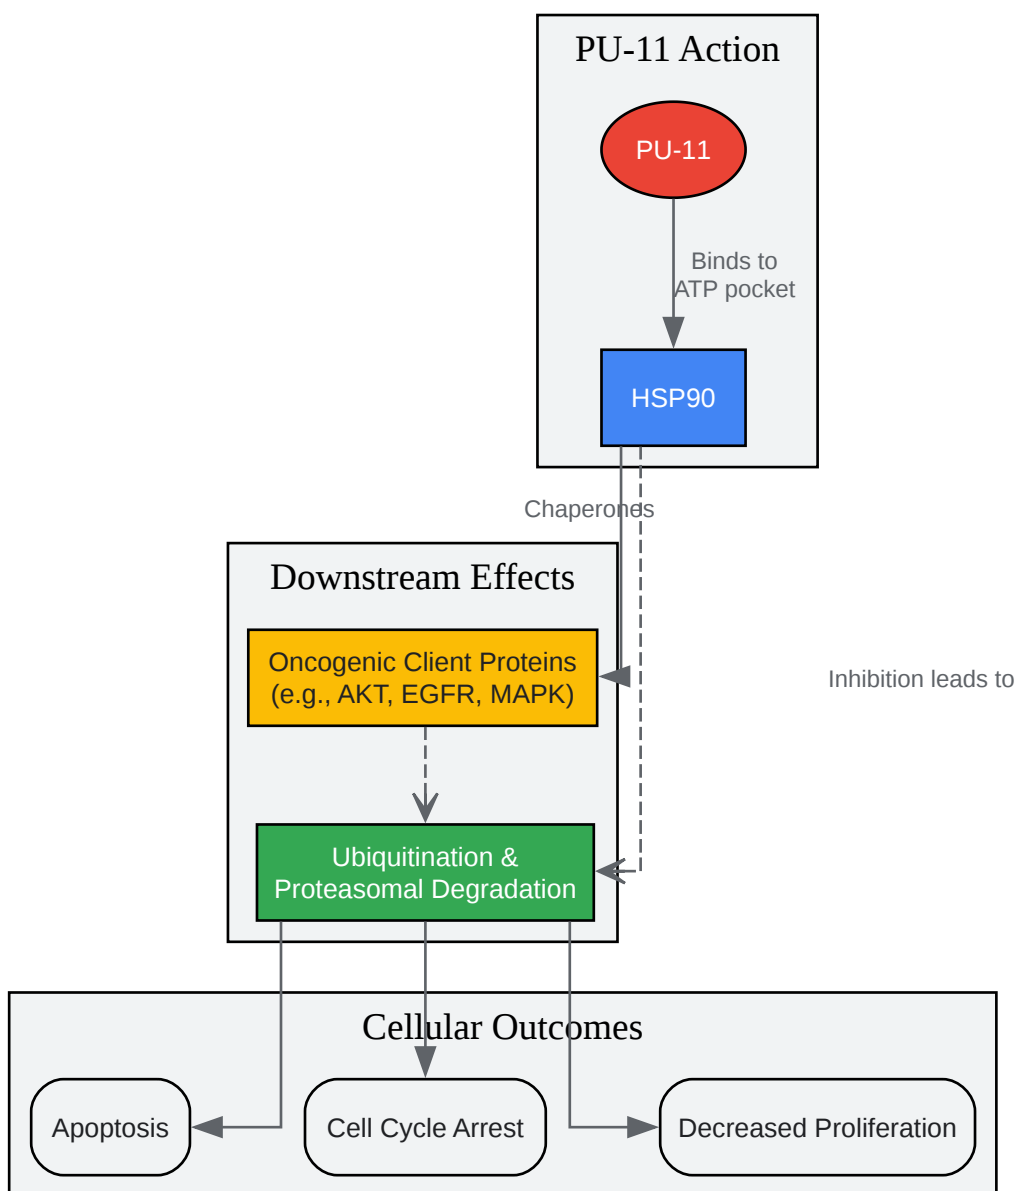 PU-11 Action
PU-11
Binds to
ATP pocket
HSP90
Chaperones
Downstream Effects
Oncogenic Client Proteins
(e.g., AKT, EGFR, MAPK)
Inhibition leads to
Ubiquitination &
Proteasomal Degradation
Cellular Outcomes
Apoptosis
Cell Cycle Arrest
Decreased Proliferation